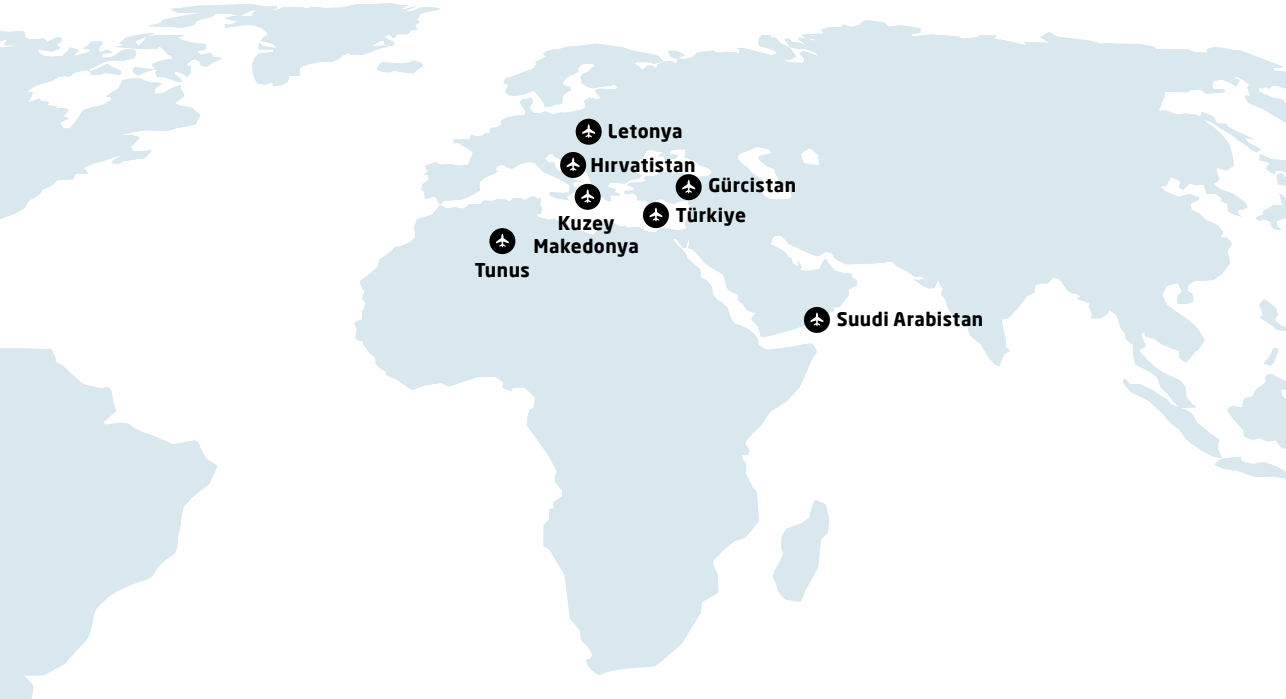 Letonya
Hırvatistan
Gürcistan
Türkiye
Kuzey
Makedonya
Tunus
Suudi Arabistan